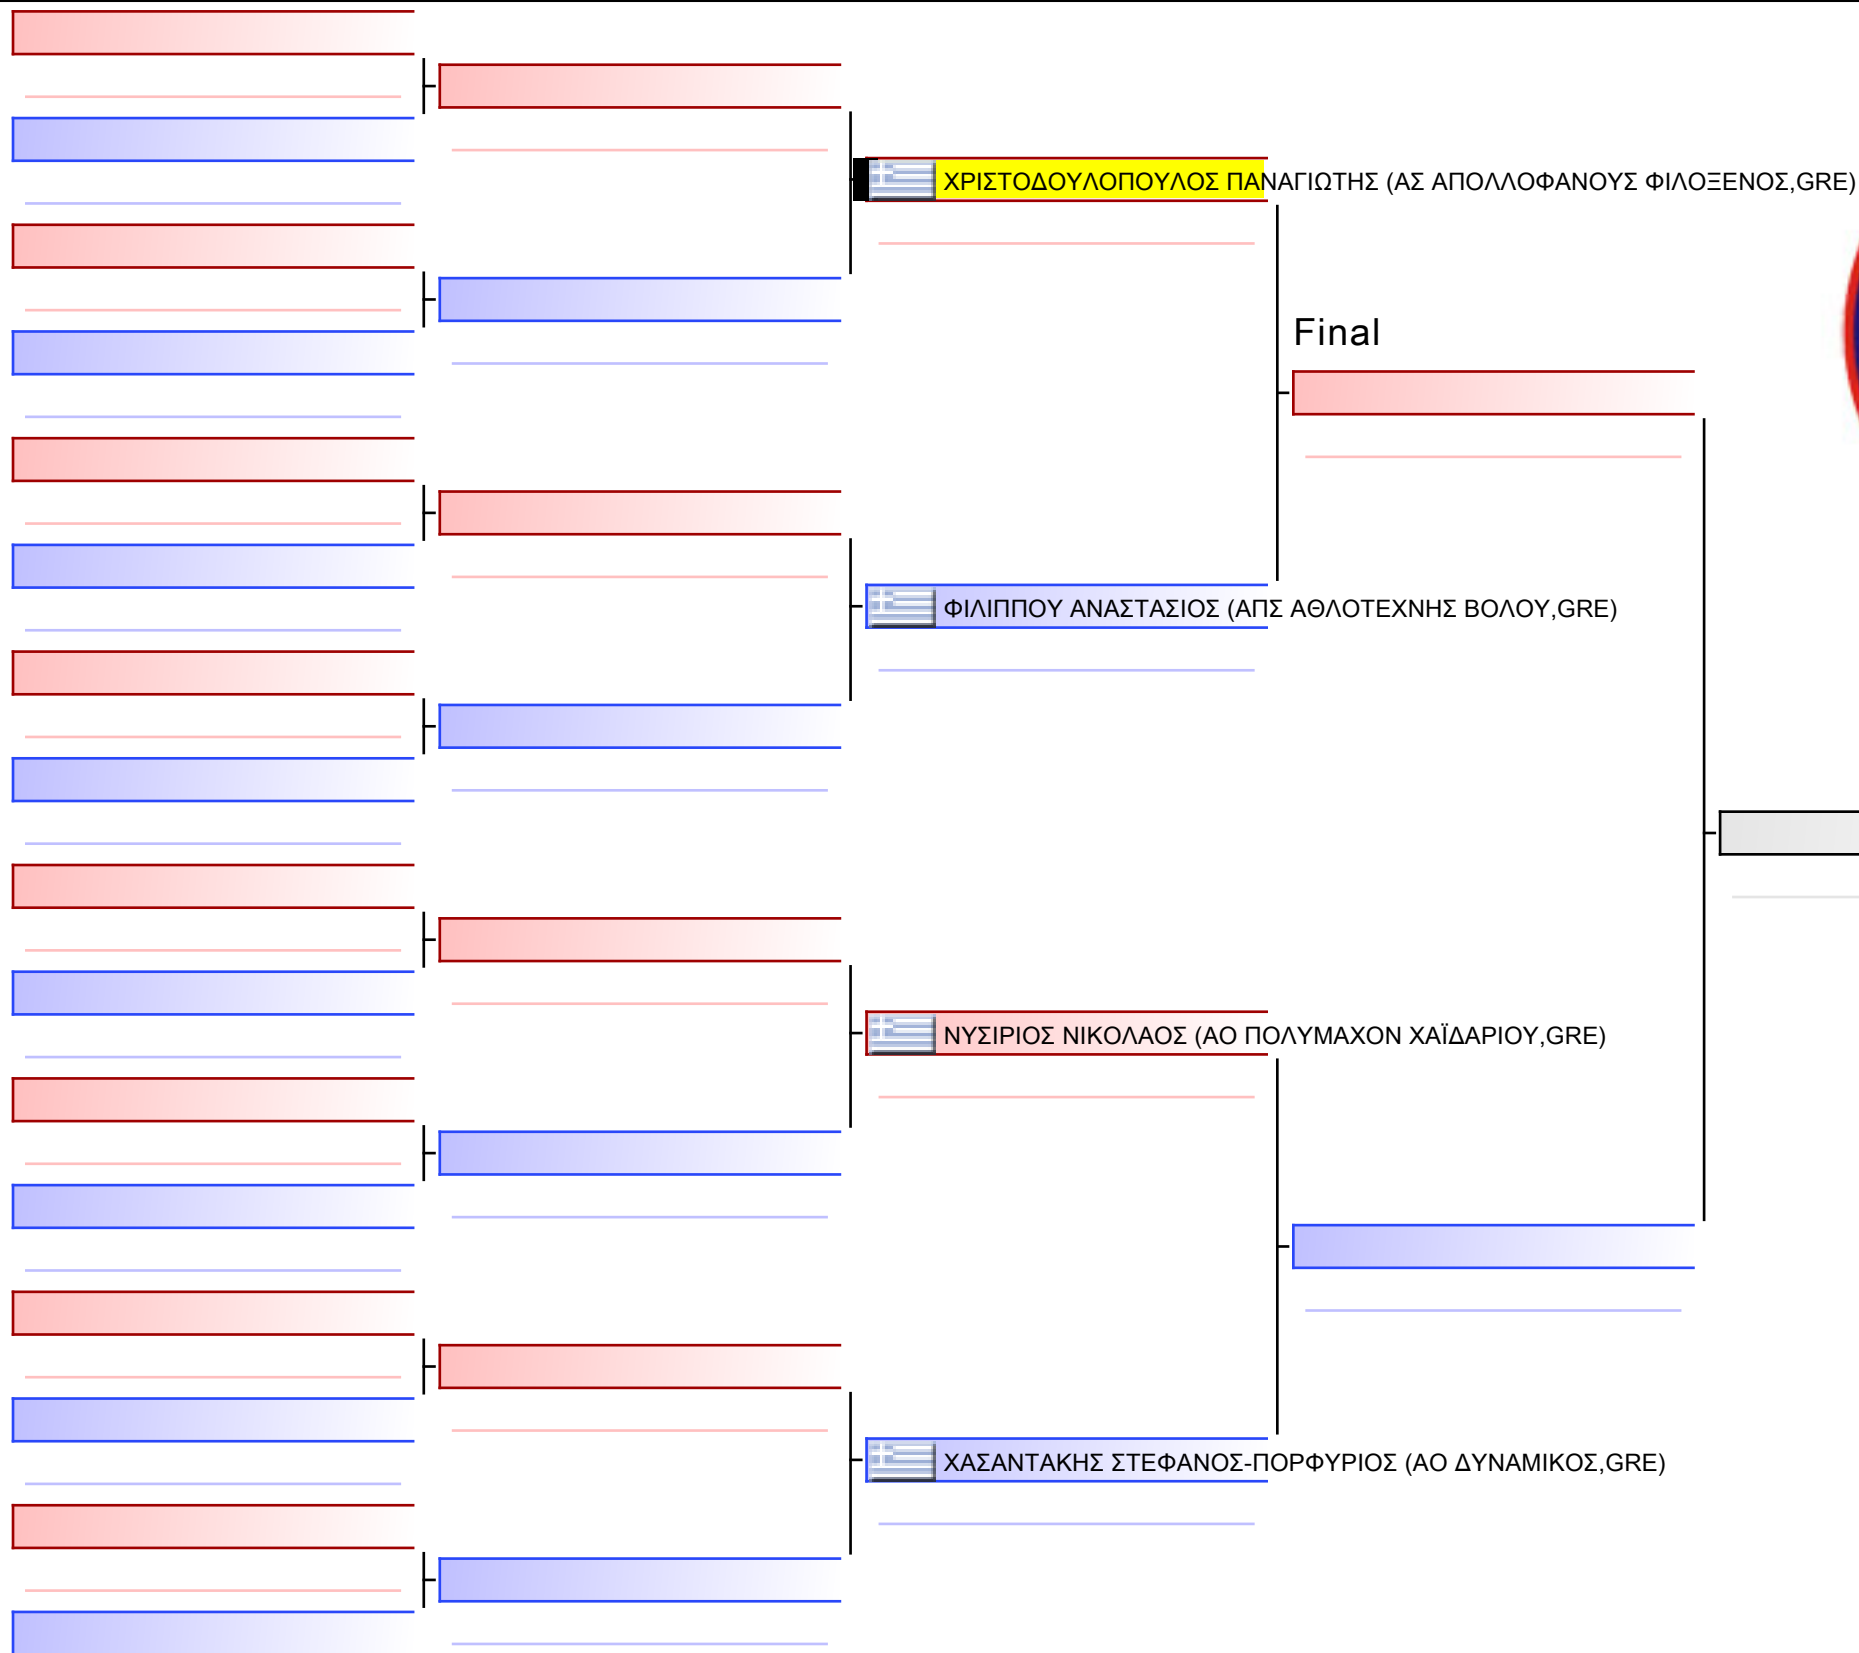 ΧΡΙΣΤΟΔΟΥΛΟΠΟΥΛΟΣ ΠΑΝΑΓΙΩΤΗΣ (ΑΣ ΑΠΟΛΛΟΦΑΝΟΥΣ ΦΙΛΟΞΕΝΟΣ,GRE)
Final
ΦΙΛΙΠΠΟΥ ΑΝΑΣΤΑΣΙΟΣ (ΑΠΣ ΑΘΛΟΤΕΧΝΗΣ ΒΟΛΟΥ,GRE)
ΝΥΣΙΡΙΟΣ ΝΙΚΟΛΑΟΣ (ΑΟ ΠΟΛΥΜΑΧΟΝ ΧΑΪΔΑΡΙΟΥ,GRE)
ΧΑΣΑΝΤΑΚΗΣ ΣΤΕΦΑΝΟΣ-ΠΟΡΦΥΡΙΟΣ (ΑΟ ΔΥΝΑΜΙΚΟΣ,GRE)